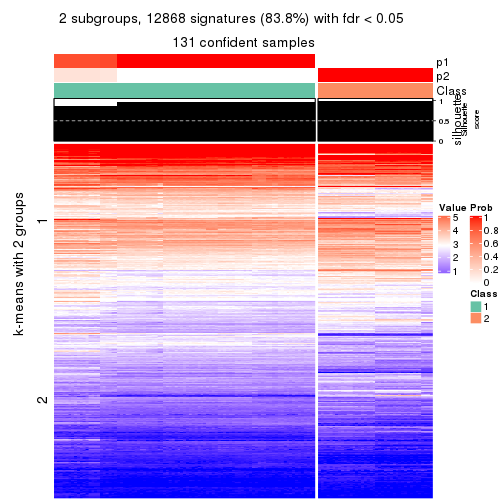 2 subgroups, 12868 signatures (83.8%) with fdr < 0.05
131 confident samples
p1
p2
Class
silhouette
Silhouette
score
1
0.5
0
k-means with 2 groups
1
2
Value
5
4
3
2
1
Prob
1
0.8
0.6
0.4
0.2
0
Class
1
2